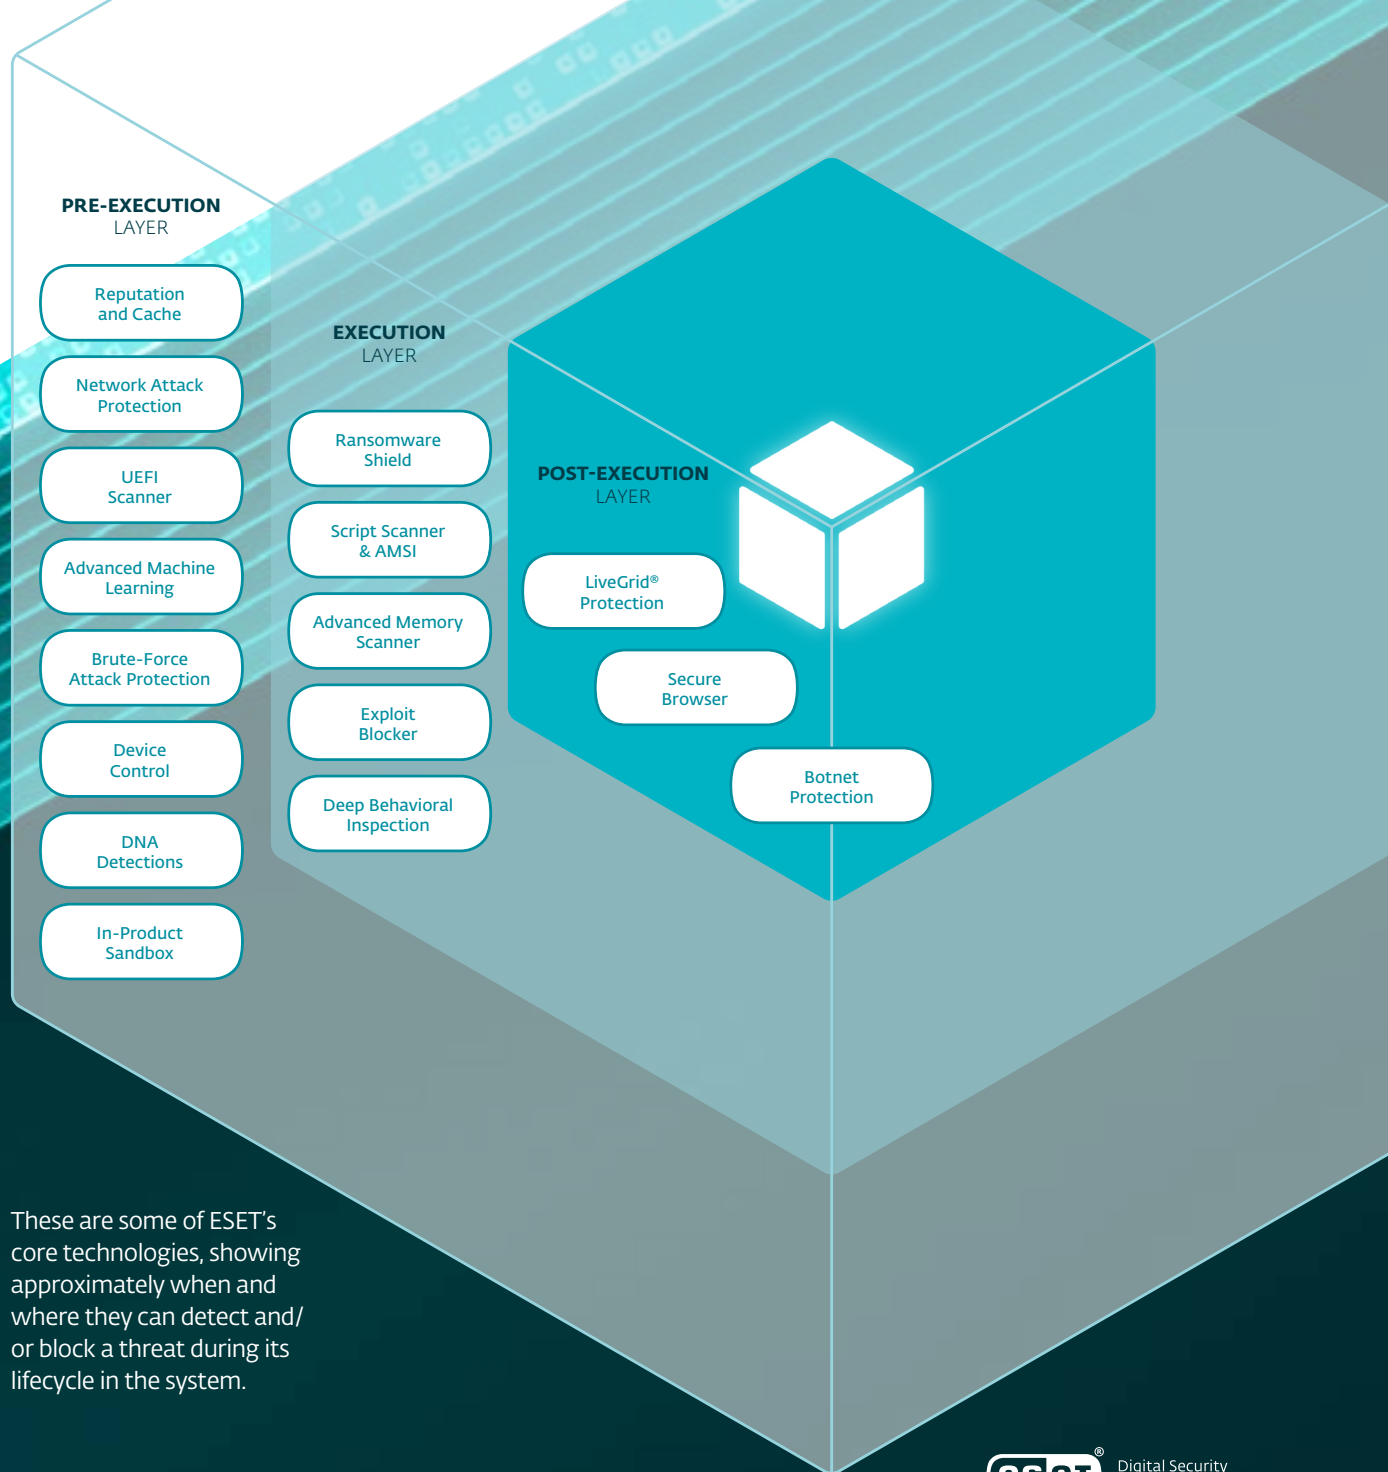 PRE-EXECUTION
LAYER
Reputation
and Cache
Network Attack
Protection
UEFI
Scanner
Advanced Machine
Learning
Brute-Force
Attack Protection
Device
Control
DNA
Detections
In-Product
Sandbox
EXECUTION
LAYER
Ransomware
Shield
Script Scanner
& AMSI
Advanced Memory
Scanner
Exploit
Blocker
Deep Behavioral
Inspection
POST-EXECUTION
LAYER
LiveGrid®
Protection
Secure
Browser
Botnet
Protection
These are some of ESET’s
core technologies, showing
approximately when and
where they can detect and/
or block a threat during its
lifecycle in the system.
eset®
Digital Security